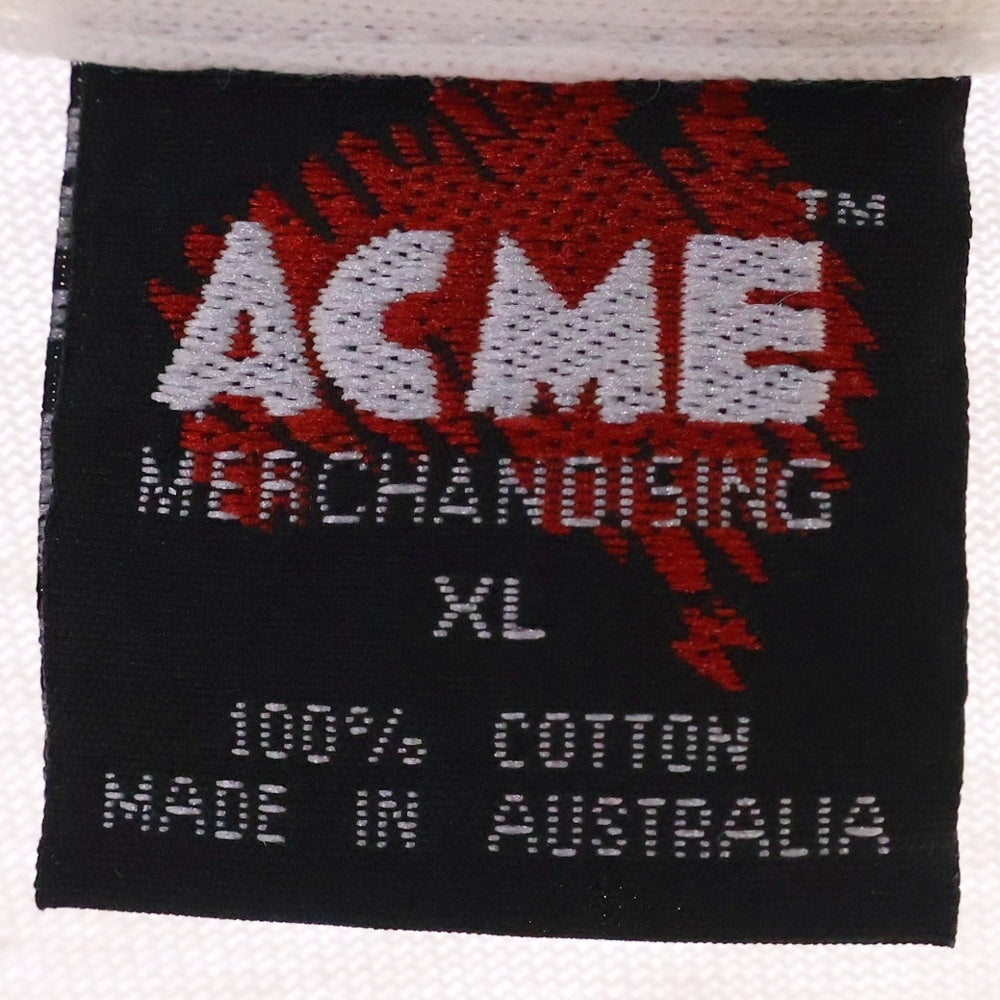 ACME™
MERCHANDISING
XL
100% COTTON
MADE IN AUSTRALIA